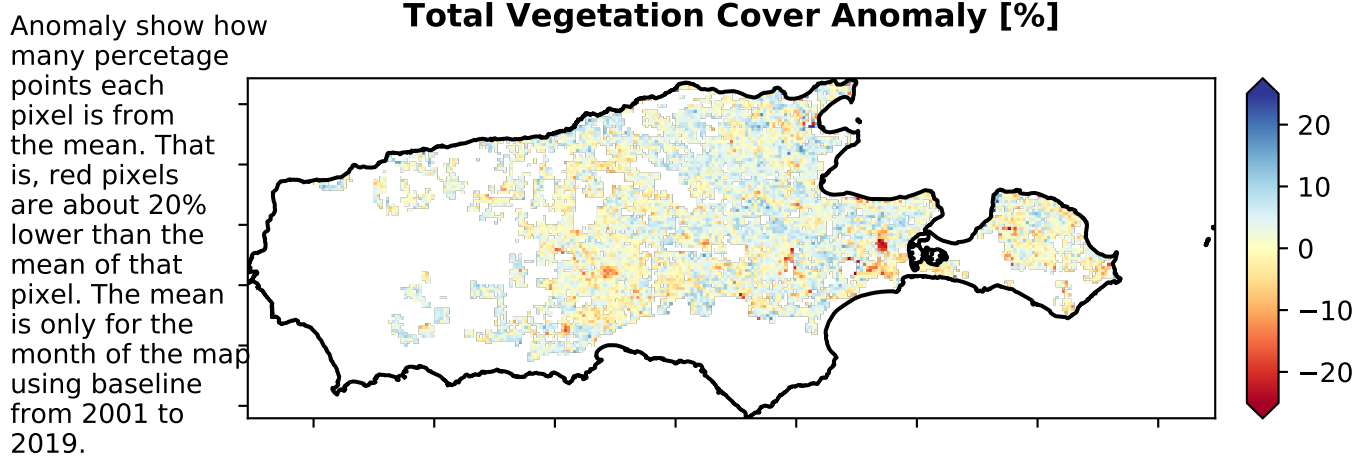 Total Vegetation Cover Anomaly [%]
Anomaly show how
many percetage
points each
pixel is from
the mean. That
is, red pixels
are about 20%
lower than the
mean of that
pixel. The mean
is only for the
month of the map
using baseline
from 2001 to
2019.
20
10
0
−10
−20